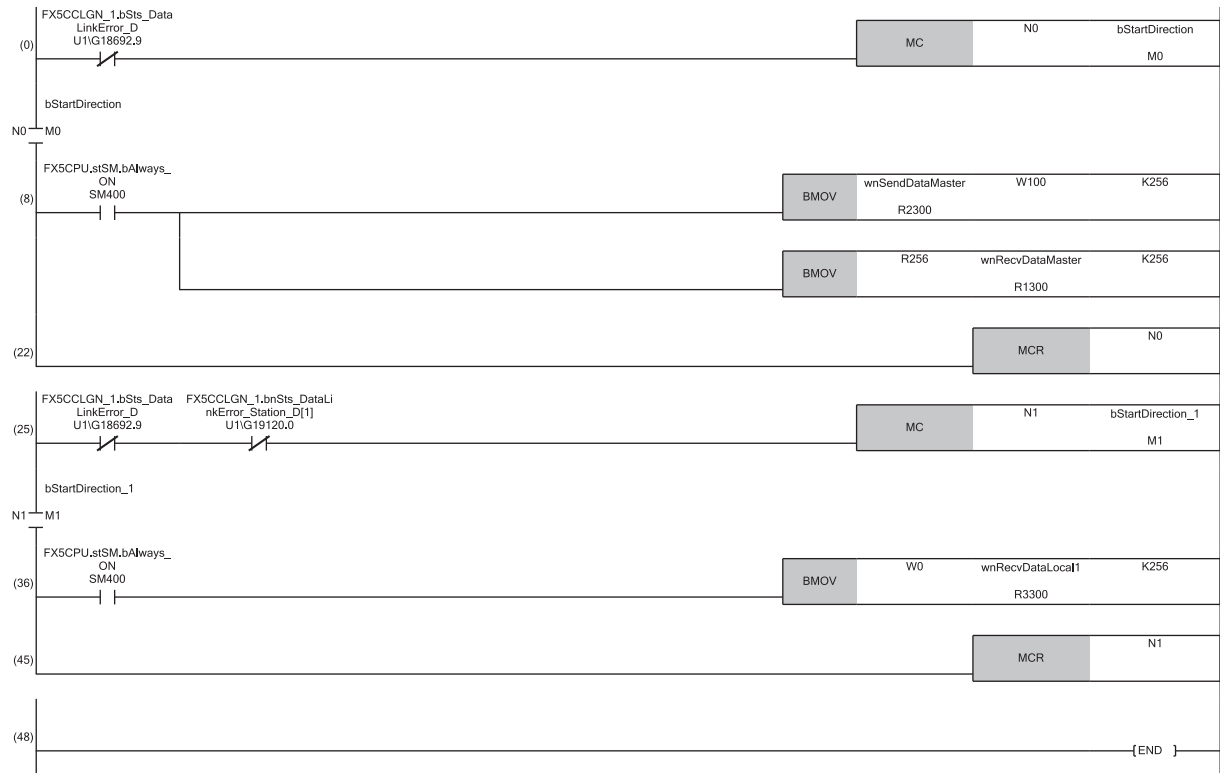 FX5CCLGN_1.bSts_Data
LinkError_D
U1\G18692.9
(0)
MC
N0
bStartDirection
M0
bStartDirection
N0
M0
FX5CPU.stSM.bAlways_
ON
SM400
(8)
BMOV
wnSendDataMaster
R2300
W100
K256
BMOV
R256
wnRecvDataMaster
R1300
K256
(22)
MCR
N0
FX5CCLGN_1.bSts_Data
LinkError_D
U1\G18692.9
FX5CCLGN_1.bnSts_DataLi
nkError_Station_D[1]
U1\G19120.0
(25)
MC
N1
bStartDirection_1
M1
bStartDirection_1
N1
M1
FX5CPU.stSM.bAlways_
ON
SM400
(36)
BMOV
W0
wnRecvDataLocal1
R3300
K256
(45)
MCR
N1
(48)
[END ]